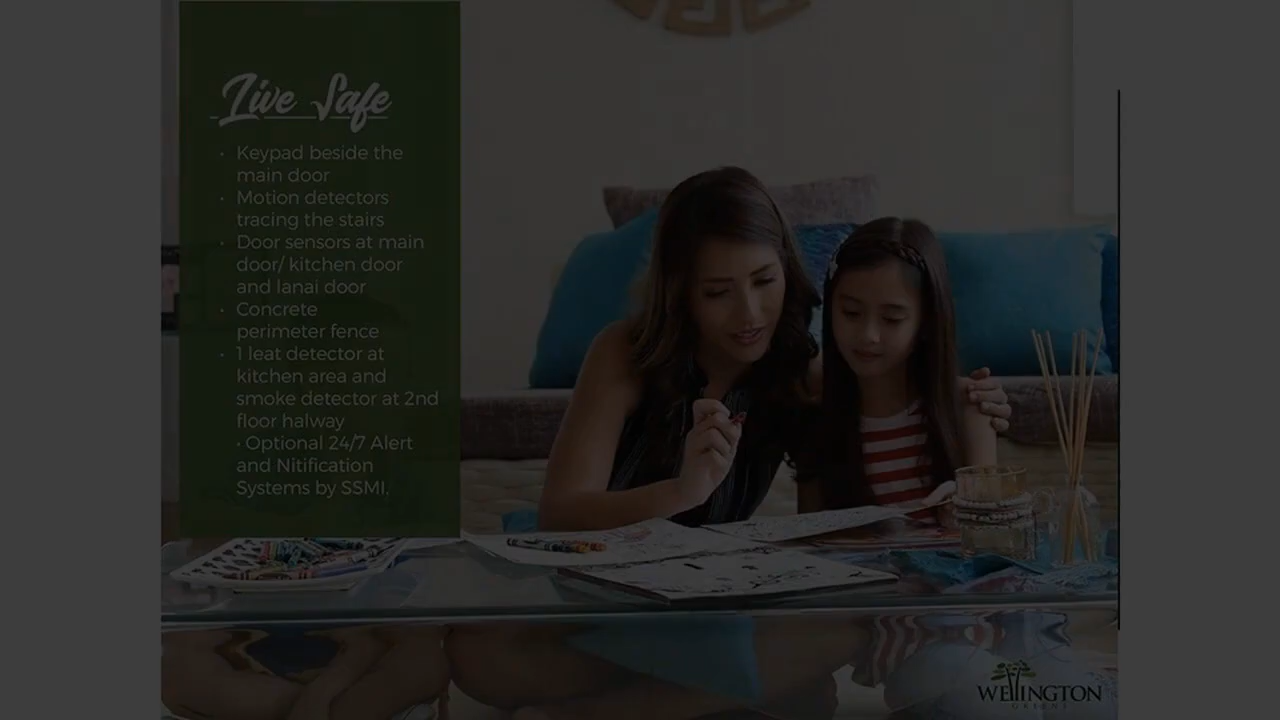 Live Safe
• Keypad beside the
main door
• Motion detectors
tracing the stairs
• Door sensors at main
door/ kitchen door
and lanai door
• Concrete
perimeter fence
• 1 leat detector at
kitchen area and
smoke detector at 2nd
floor halway
• Optional 24/7 Alert
and Nitification
Systems by SSMI.
WELLINGTON
GREENS